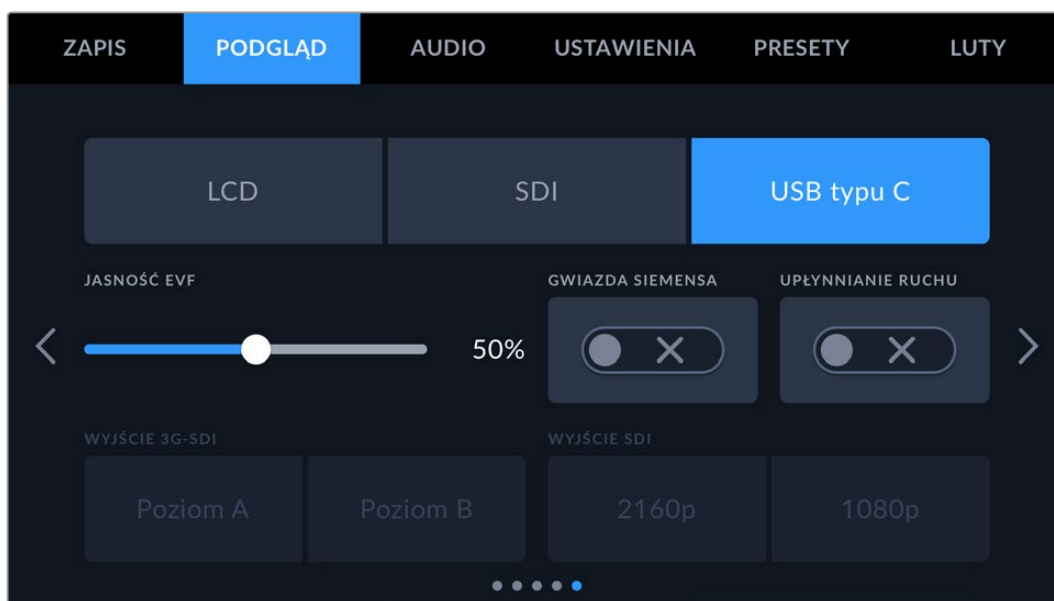 ZAPIS PODGLĄD AUDIO USTAWIENIA PRESETY LUTY
LCD SDI USB typu C
JASNOŚĆ EVF GWIAZDA SIEMENSA UPŁYNNIANIE RUCHU
50%
WYJŚCIE 3G-SDI WYJŚCIE SDI
Poziom A Poziom B 2160p 1080p